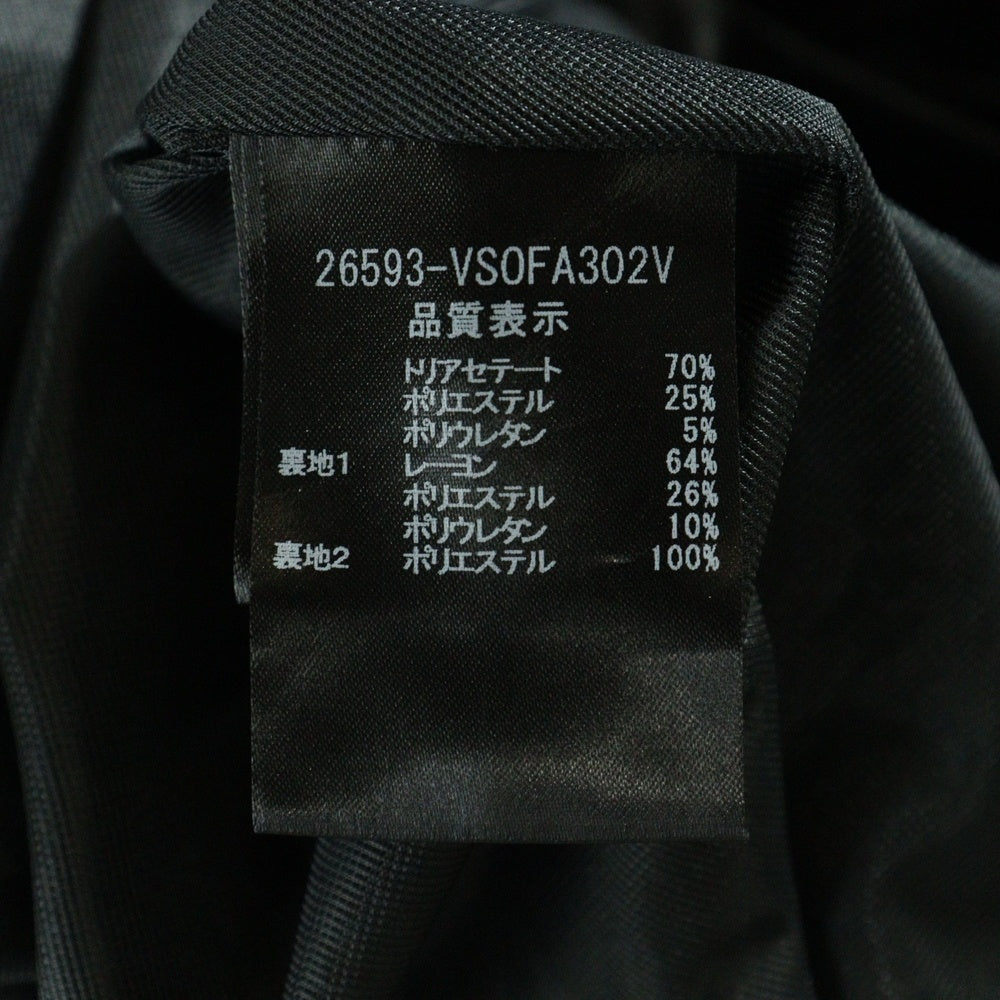 26593-VSOFA302V
品質表示
トリアセテート 70%
ポリエステル 25%
ポリウレタン 5%
裏地1 レーヨン 64%
ポリエステル 26%
ポリウレタン 10%
裏地2 ポリエステル 100%